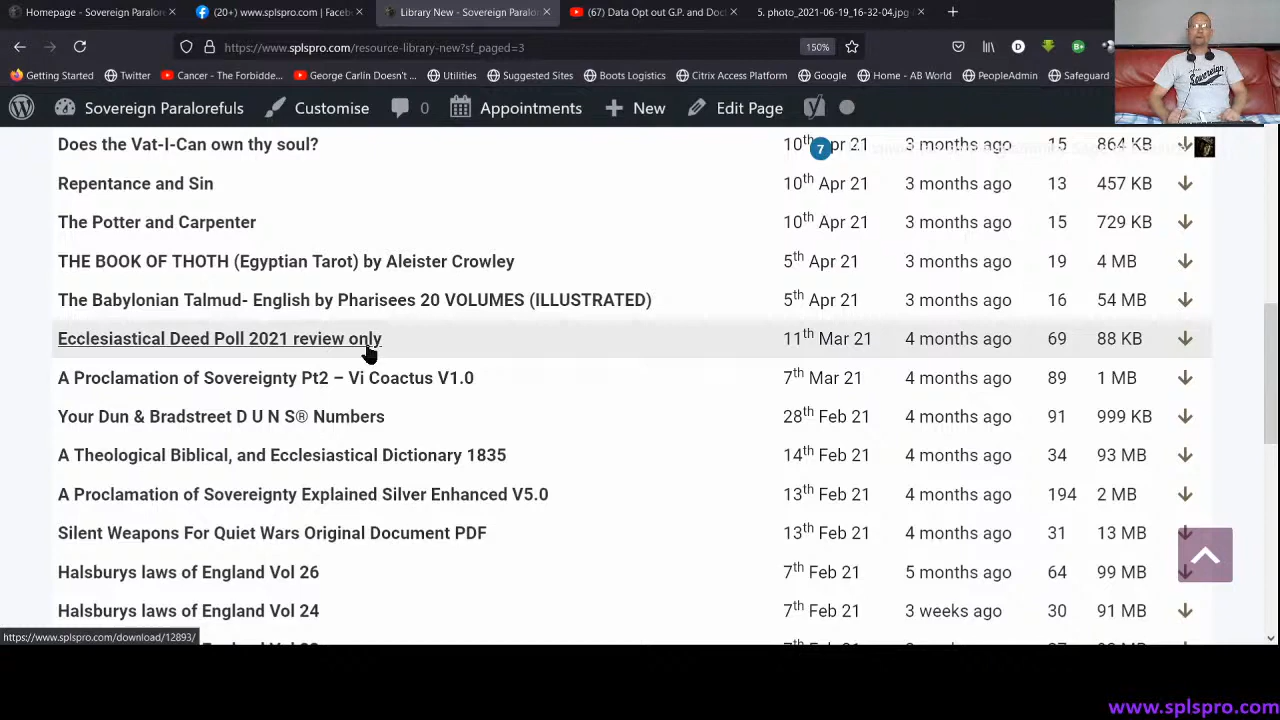 Homepage - Sovereign Paralore
(20+) www.splspro.com | Faceb
Library New - Sovereign Paralor
(67) Data Opt out G.P. and Doct
5. photo_2021-06-19_16-32-04.jpg
https://www.splspro.com/resource-library-new?sf_paged=3
150%
Getting Started
Twitter
Cancer - The Forbidde...
George Carlin Doesn't...
Utilities
Suggested Sites
Boots Logistics
Citrix Access Platform
Google
Home - AB World
PeopleAdmin
Safeguard
Sovereign Paralorefuls
Customise
0
Appointments
New
Edit Page
Sovereign
Does the Vat-I-Can own thy soul? 10th Apr 21 3 months ago 15 864 KB
7
Repentance and Sin 10th Apr 21 3 months ago 13 457 KB
The Potter and Carpenter 10th Apr 21 3 months ago 15 729 KB
THE BOOK OF THOTH (Egyptian Tarot) by Aleister Crowley 5th Apr 21 3 months ago 19 4 MB
The Babylonian Talmud- English by Pharisees 20 VOLUMES (ILLUSTRATED) 5th Apr 21 3 months ago 16 54 MB
Ecclesiastical Deed Poll 2021 review only 11th Mar 21 4 months ago 69 88 KB
A Proclamation of Sovereignty Pt2 – Vi Coactus V1.0 7th Mar 21 4 months ago 89 1 MB
Your Dun & Bradstreet D U N S® Numbers 28th Feb 21 4 months ago 91 999 KB
A Theological Biblical, and Ecclesiastical Dictionary 1835 14th Feb 21 4 months ago 34 93 MB
A Proclamation of Sovereignty Explained Silver Enhanced V5.0 13th Feb 21 4 months ago 194 2 MB
Silent Weapons For Quiet Wars Original Document PDF 13th Feb 21 4 months ago 31 13 MB
Halsburys laws of England Vol 26 7th Feb 21 5 months ago 64 99 MB
Halsburys laws of England Vol 24 7th Feb 21 3 weeks ago 30 91 MB
https://www.splspro.com/download/12893/
www.splspro.com